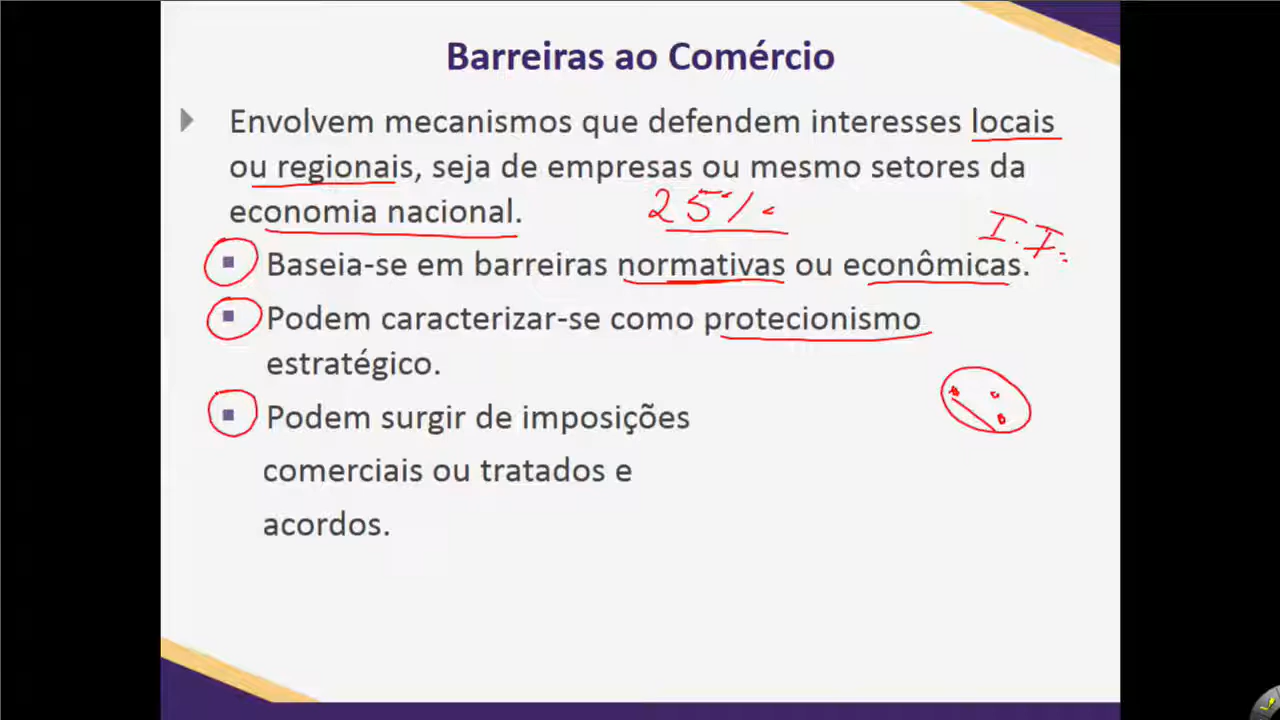 Barreiras ao Comércio
Envolvem mecanismos que defendem interesses locais
ou regionais, seja de empresas ou mesmo setores da
economia nacional.
25%
I.I.
Baseia-se em barreiras normativas ou econômicas.
Podem caracterizar-se como protecionismo
estratégico.
Podem surgir de imposições
comerciais ou tratados e
acordos.